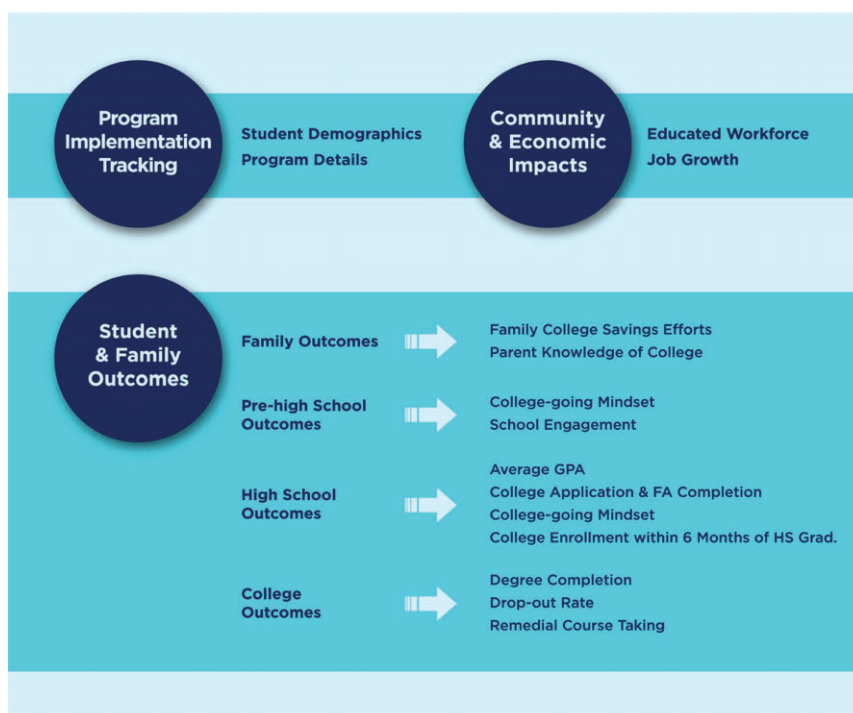 Program
Implementation
Tracking
Student Demographics
Program Details
Community
& Economic
Impacts
Educated Workforce
Job Growth
Student
& Family
Outcomes
Family Outcomes
Family College Savings Efforts
Parent Knowledge of College
Pre-high School
Outcomes
College-going Mindset
School Engagement
High School
Outcomes
Average GPA
College Application & FA Completion
College-going Mindset
College Enrollment within 6 Months of HS Grad.
College
Outcomes
Degree Completion
Drop-out Rate
Remedial Course Taking